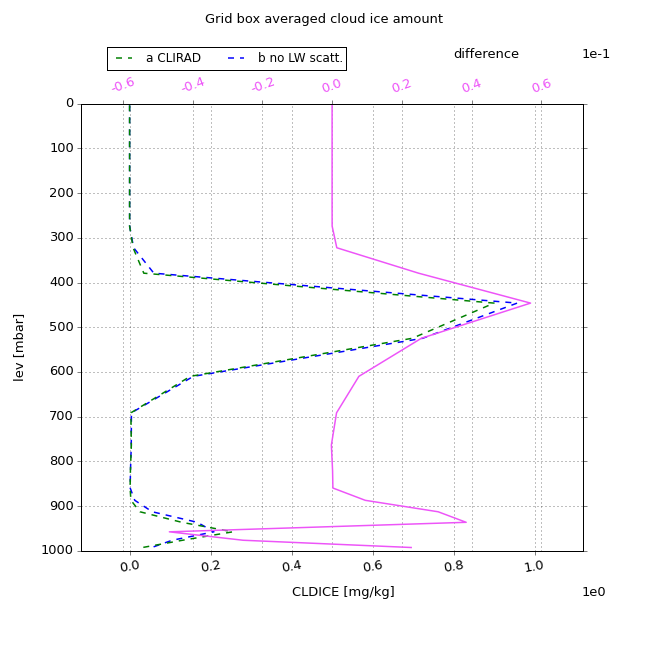 Grid box averaged cloud ice amount
a CLIRAD b no LW scatt. difference 1e-1
-0.6 -0.4 -0.2 0.0 0.2 0.4 0.6
0
100
200
300
400
500
600
700
800
900
1000
lev [mbar]
0.0 0.2 0.4 0.6 0.8 1.0
CLDICE [mg/kg] 1e0